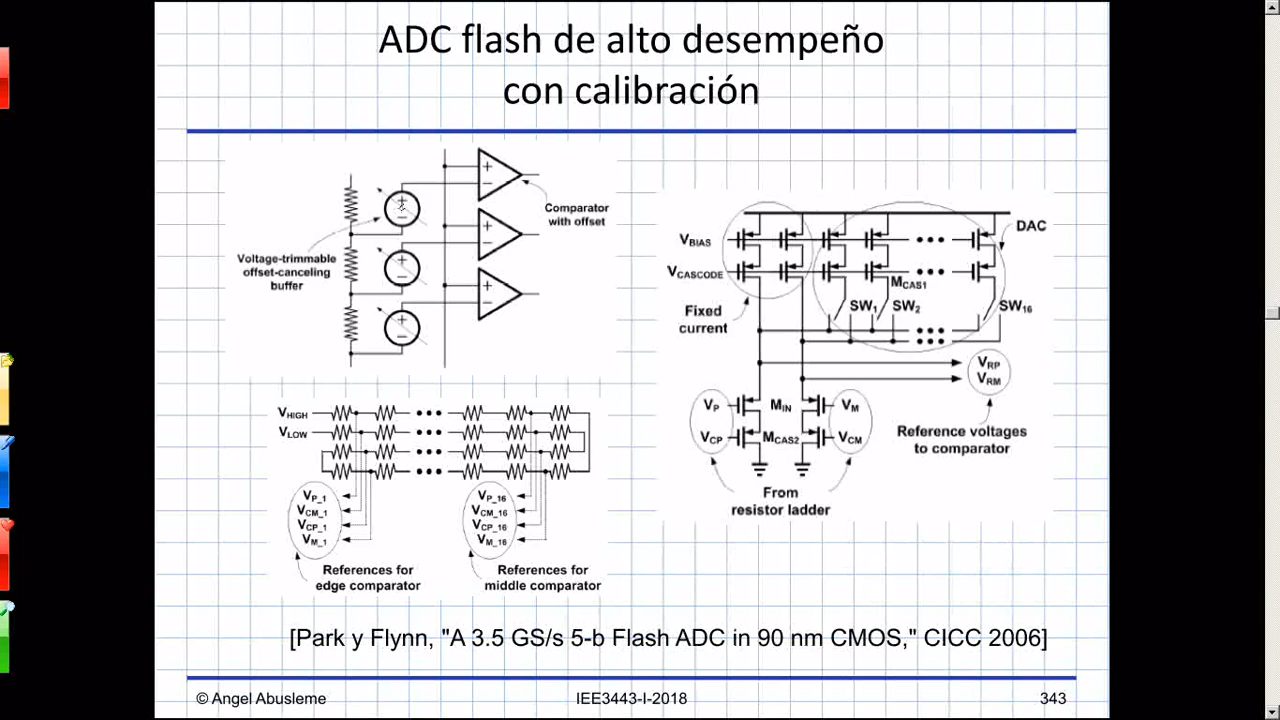 ADC flash de alto desempeño
con calibración
Comparator
with offset
Voltage-trimmable
offset-canceling
buffer
VHIGH
VLOW
VP_1
VCM_1
VCP_1
VM_1
VP_16
VCM_16
VCP_16
VM_16
References for
edge comparator
References for
middle comparator
DAC
VBIAS
VCASCODE
MCAS1
SW1
SW2
SW16
Fixed
current
VRP
VRM
VP
MIN
VM
VCP
MCAS2
VCM
Reference voltages
to comparator
From
resistor ladder
[Park y Flynn, "A 3.5 GS/s 5-b Flash ADC in 90 nm CMOS," CICC 2006]
© Angel Abusleme
IEE3443-I-2018
343